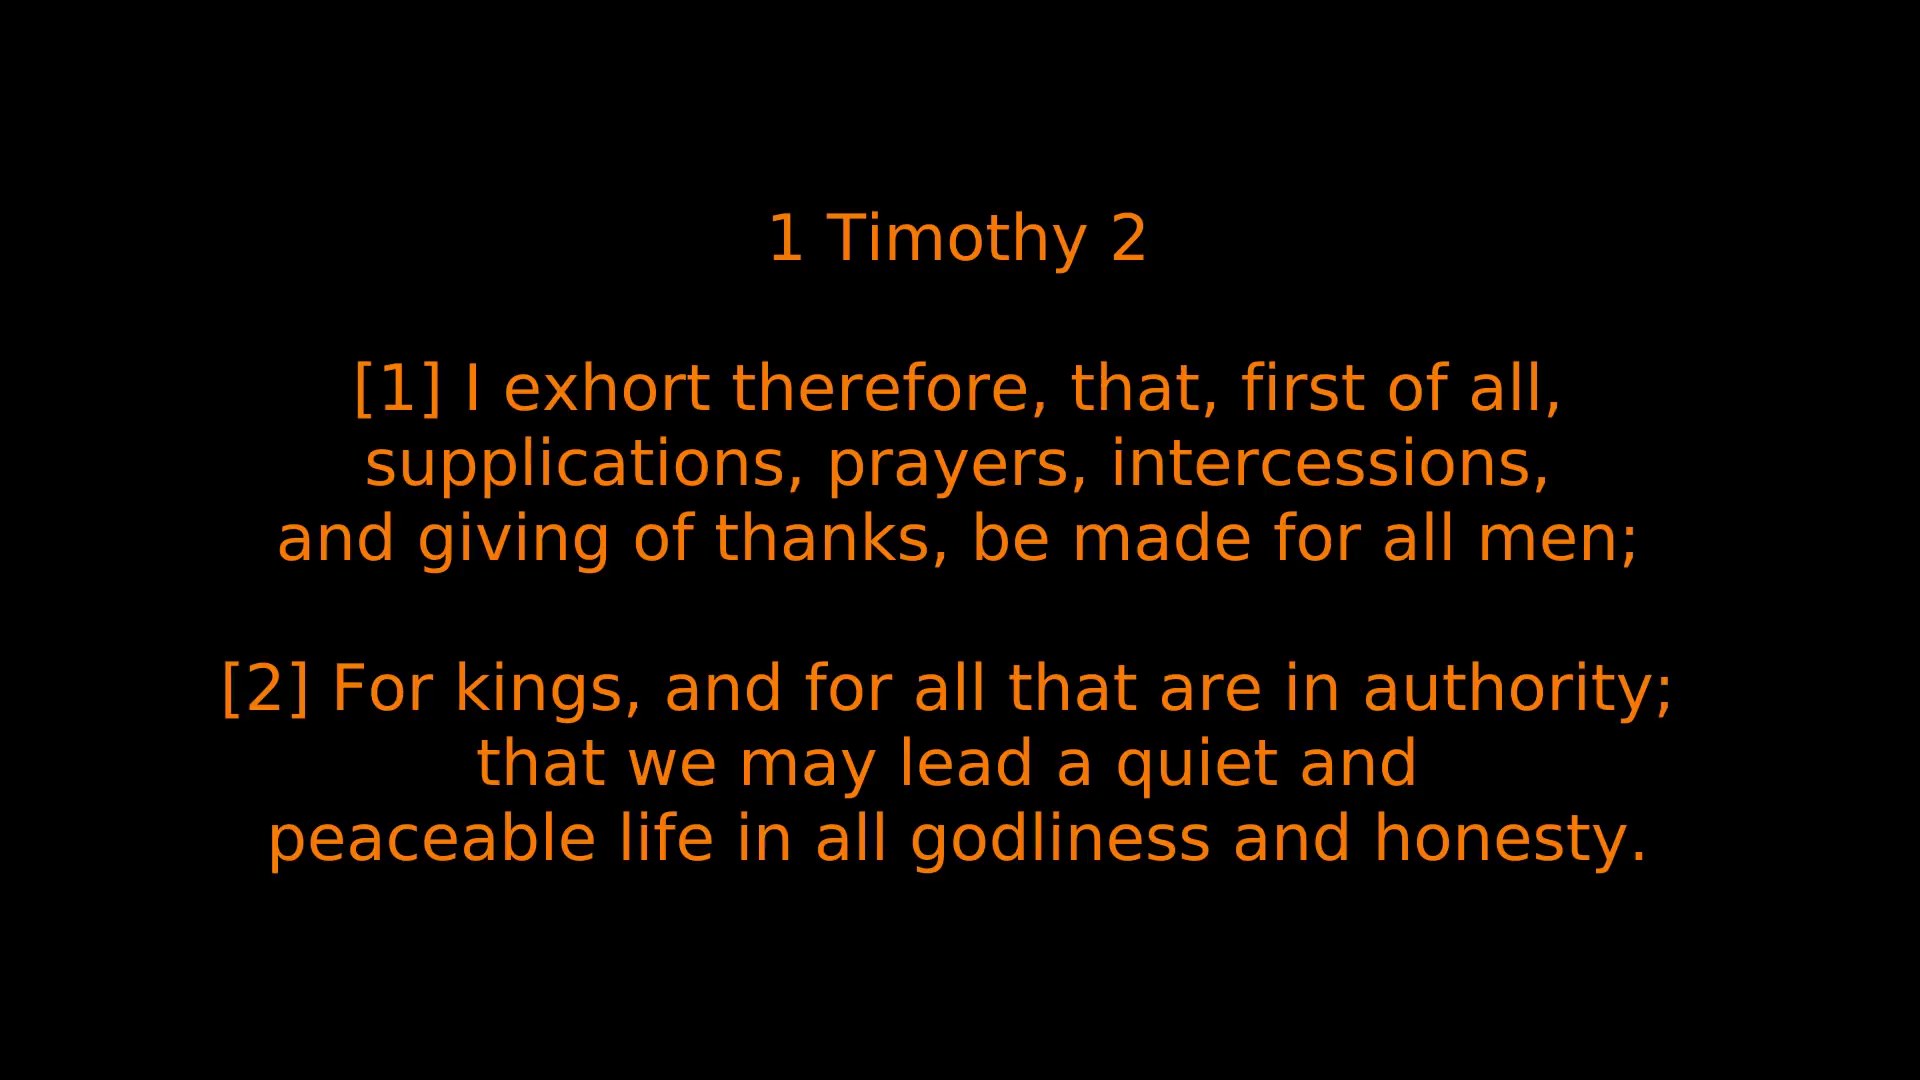 1 Timothy 2
[1] I exhort therefore, that, first of all,
supplications, prayers, intercessions,
and giving of thanks, be made for all men;
[2] For kings, and for all that are in authority;
that we may lead a quiet and
peaceable life in all godliness and honesty.